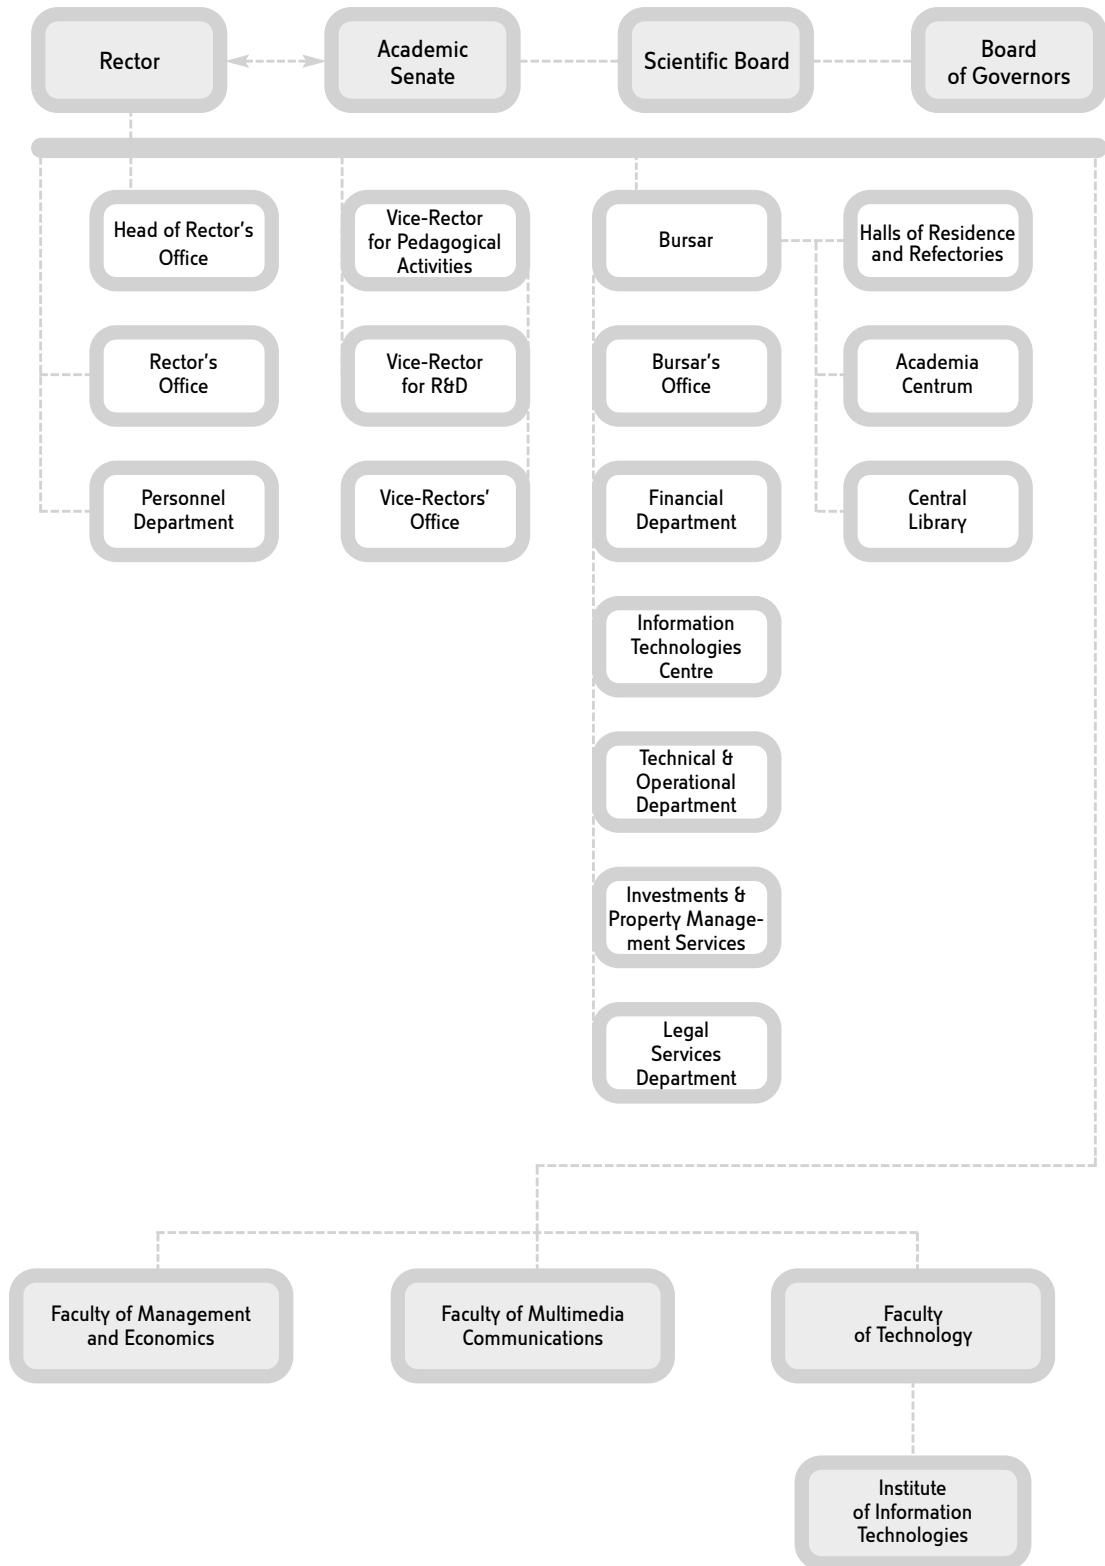 Rector
Academic
Senate
Scientific Board
Board
of Governors
Head of Rector's
Office
Vice-Rector
for Pedagogical
Activities
Bursar
Halls of Residence
and Refectories
Rector's
Office
Vice-Rector
for R&D
Bursar's
Office
Academia
Centrum
Personnel
Department
Vice-Rectors'
Office
Financial
Department
Central
Library
Information
Technologies
Centre
Technical &
Operational
Department
Investments &
Property Manage-
ment Services
Legal
Services
Department
Faculty of Management
and Economics
Faculty of Multimedia
Communications
Faculty
of Technology
Institute
of Information
Technologies